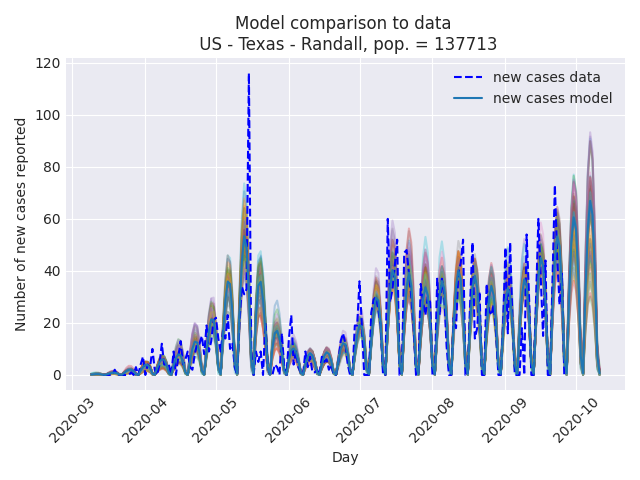 Model comparison to data
US - Texas - Randall, pop. = 137713
new cases data
new cases model
Number of new cases reported
120
100
80
60
40
20
0
2020-03
2020-04
2020-05
2020-06
2020-07
2020-08
2020-09
2020-10
Day